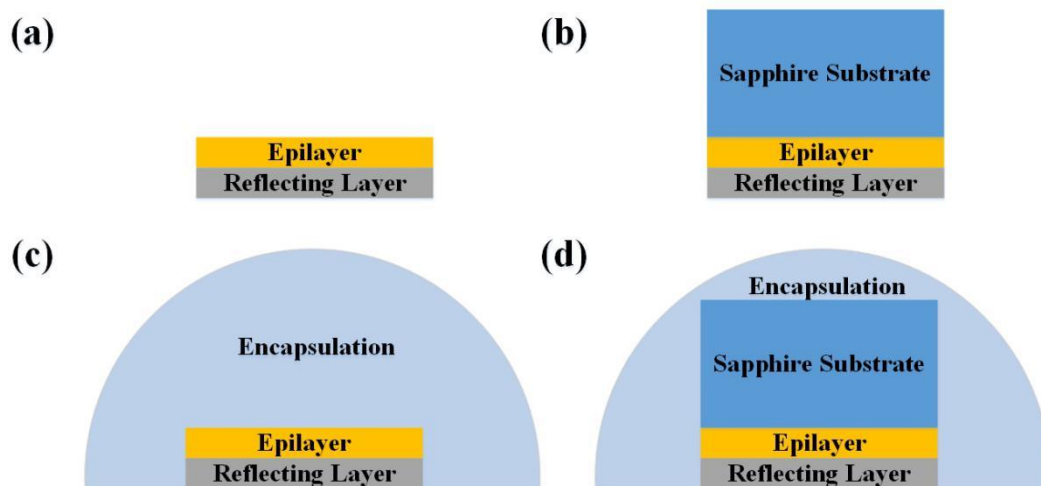 (a)
Epilayer
Reflecting Layer
(b)
Sapphire Substrate
Epilayer
Reflecting Layer
(c)
Encapsulation
Epilayer
Reflecting Layer
(d)
Encapsulation
Sapphire Substrate
Epilayer
Reflecting Layer